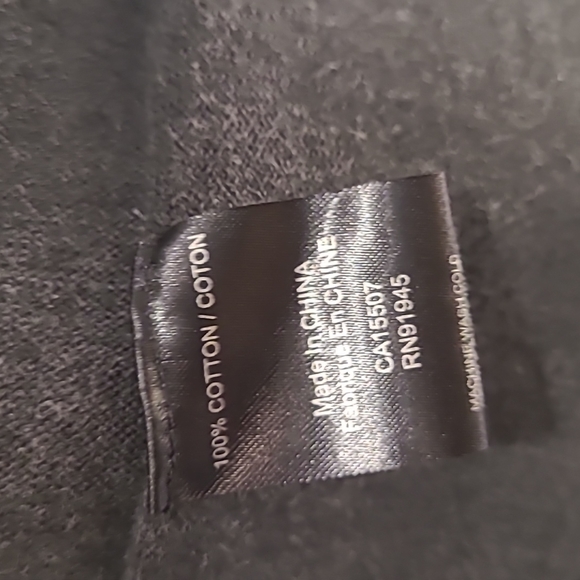 100% COTTON / COTON
Made In CHINA
Fabriqué En CHINE
CA15507
RN91945
MACHINE WASH COLD